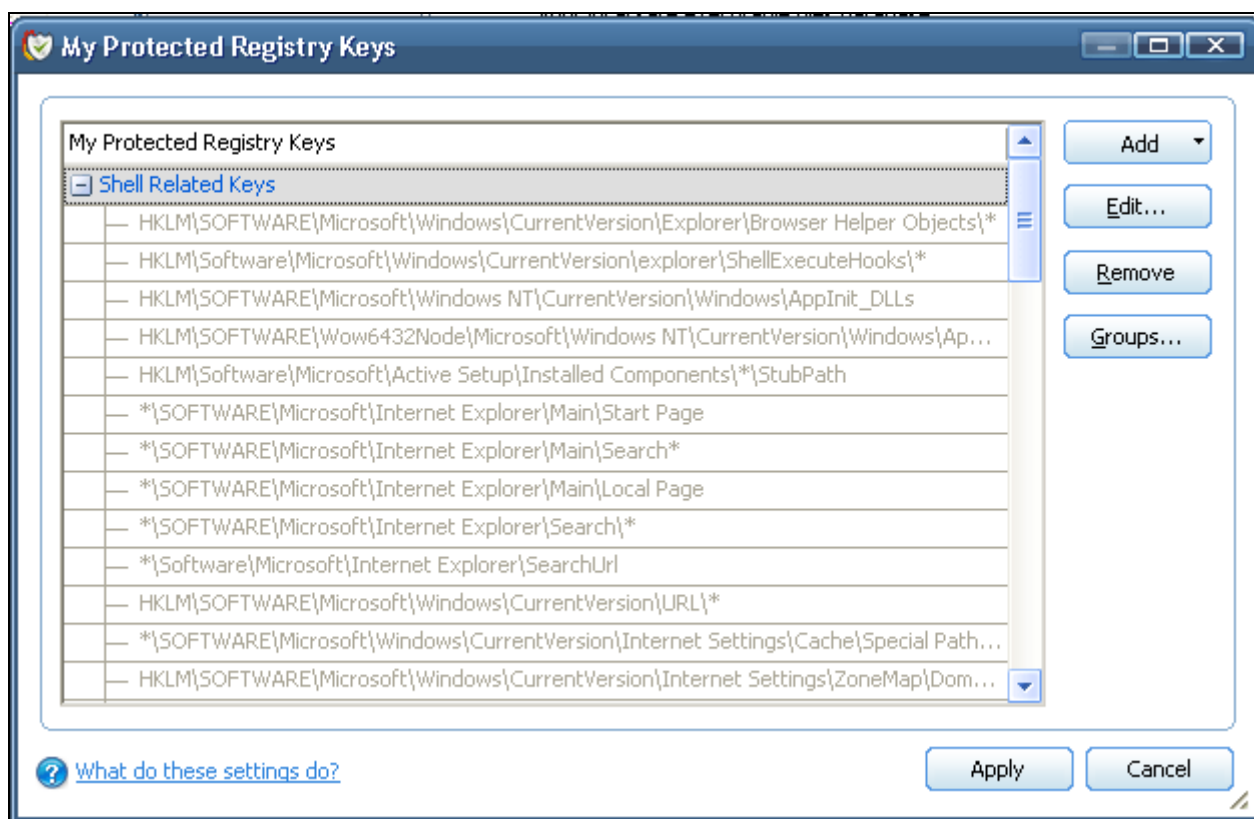 My Protected Registry Keys
My Protected Registry Keys
Shell Related Keys
HKLM\SOFTWARE\Microsoft\Windows\CurrentVersion\Explorer\Browser Helper Objects\*
HKLM\Software\Microsoft\Windows\CurrentVersion\explorer\ShellExecuteHooks\*
HKLM\SOFTWARE\Microsoft\Windows NT\CurrentVersion\Windows\AppInit_DLLs
HKLM\SOFTWARE\Wow6432Node\Microsoft\Windows NT\CurrentVersion\Windows\Ap...
HKLM\Software\Microsoft\Active Setup\Installed Components\*\StubPath
*\SOFTWARE\Microsoft\Internet Explorer\Main\Start Page
*\SOFTWARE\Microsoft\Internet Explorer\Main\Search*
*\SOFTWARE\Microsoft\Internet Explorer\Main\Local Page
*\SOFTWARE\Microsoft\Internet Explorer\Search\*
*\Software\Microsoft\Internet Explorer\SearchUrl
HKLM\SOFTWARE\Microsoft\Windows\CurrentVersion\URL\*
*\SOFTWARE\Microsoft\Windows\CurrentVersion\Internet Settings\Cache\Special Path...
HKLM\SOFTWARE\Microsoft\Windows\CurrentVersion\Internet Settings\ZoneMap\Dom...
Add
Edit...
Remove
Groups...
What do these settings do?
Apply
Cancel